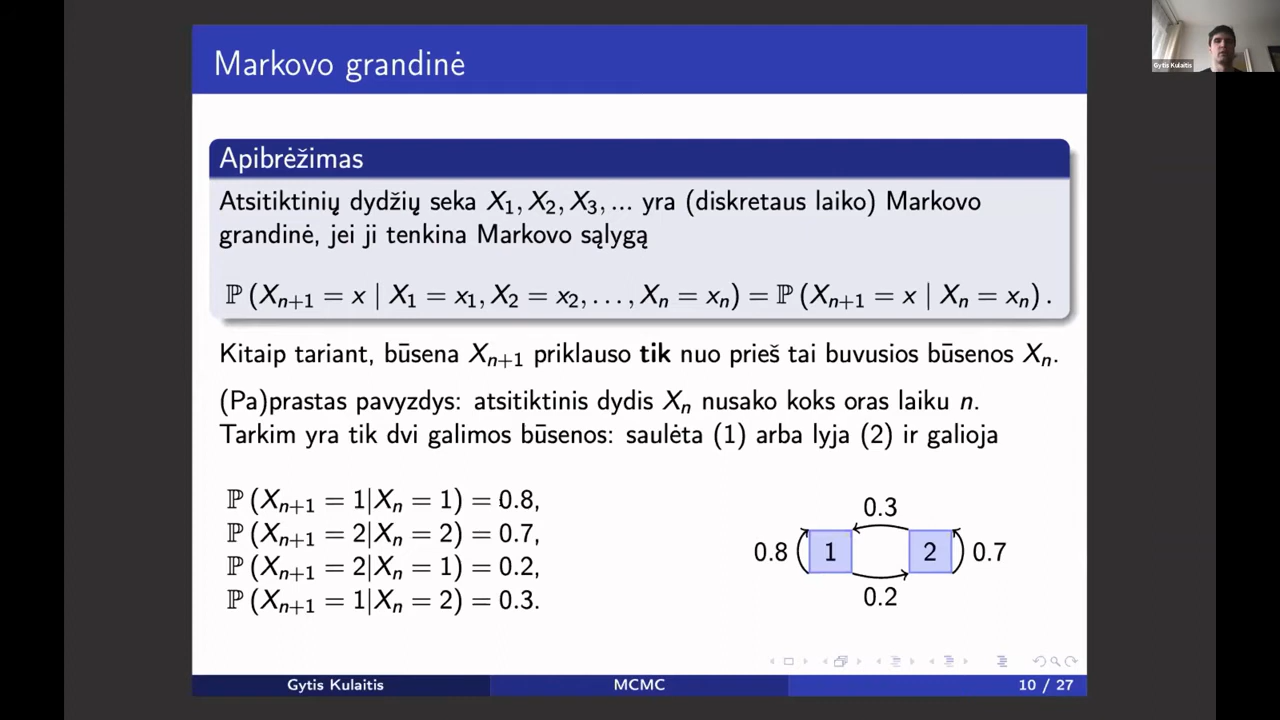 Markovo grandinė
Gytis Kulaitis
Apibrėžimas
Atsitiktinių dydžių seka X₁, X₂, X₃, ... yra (diskretaus laiko) Markovo
grandinė, jei ji tenkina Markovo sąlygą
ℙ (Xₙ₊₁ = x | X₁ = x₁, X₂ = x₂, . . . , Xₙ = xₙ) = ℙ (Xₙ₊₁ = x | Xₙ = xₙ) .
Kitaip tariant, būsena Xₙ₊₁ priklauso tik nuo prieš tai buvusios būsenos Xₙ.
(Pa)prastas pavyzdys: atsitiktinis dydis Xₙ nusako koks oras laiku n.
Tarkim yra tik dvi galimos būsenos: saulėta (1) arba lyja (2) ir galioja
ℙ (Xₙ₊₁ = 1|Xₙ = 1) = 0.8,
ℙ (Xₙ₊₁ = 2|Xₙ = 2) = 0.7,
ℙ (Xₙ₊₁ = 2|Xₙ = 1) = 0.2,
ℙ (Xₙ₊₁ = 1|Xₙ = 2) = 0.3.
0.3
0.8 1 2 0.7
0.2
Gytis Kulaitis MCMC 10 / 27